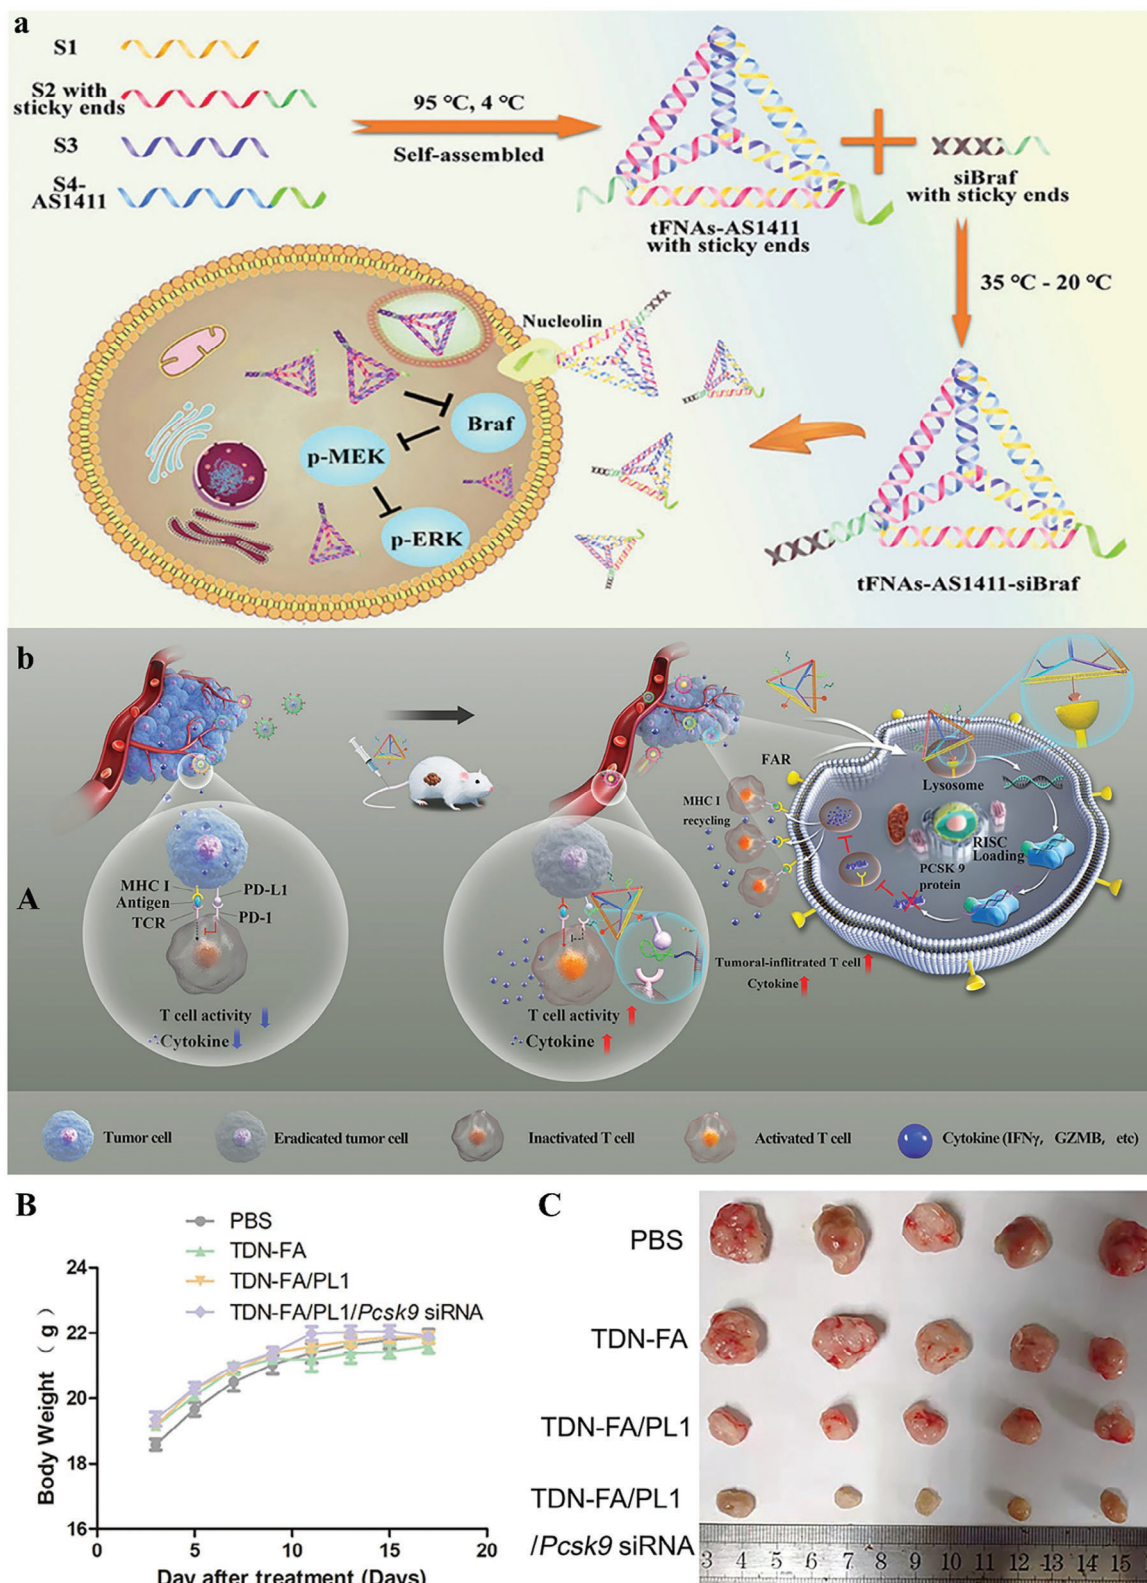 a
S1
S2 with
sticky ends
S3
S4-
AS1411
95 °C, 4 °C
Self-assembled
tFNAs-AS1411
with sticky ends
siBraf
with sticky ends
35 °C - 20 °C
Nucleolin
Braf
p-MEK
p-ERK
tFNAs-AS1411-siBraf
b
A
MHC I
Antigen
TCR
PD-L1
PD-1
T cell activity
Cytokine
T cell activity
Cytokine
FAR
MHC I
recycling
Lysosome
RISC
Loading
PCSK 9
protein
Tumoral-inflitrated T cell
Cytokine
Tumor cell
Eradicated tumor cell
Inactivated T cell
Activated T cell
Cytokine (IFNγ, GZMB, etc)
B
PBS
TDN-FA
TDN-FA/PL1
TDN-FA/PL1/Pcsk9 siRNA
Body Weight (g)
24
22
20
18
16
0 5 10 15 20
Day after treatment (Days)
C
PBS
TDN-FA
TDN-FA/PL1
TDN-FA/PL1
/Pcsk9 siRNA
3 4 5 6 7 8 9 10 11 12 13 14 15